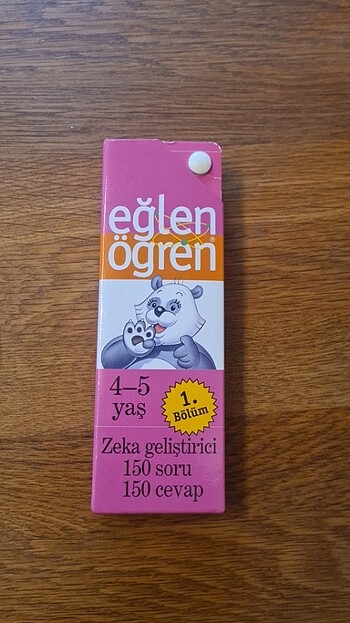 eğlen
öğren®
4–5
yaş
1.
Bölüm
Zeka geliştirici
150 soru
150 cevap